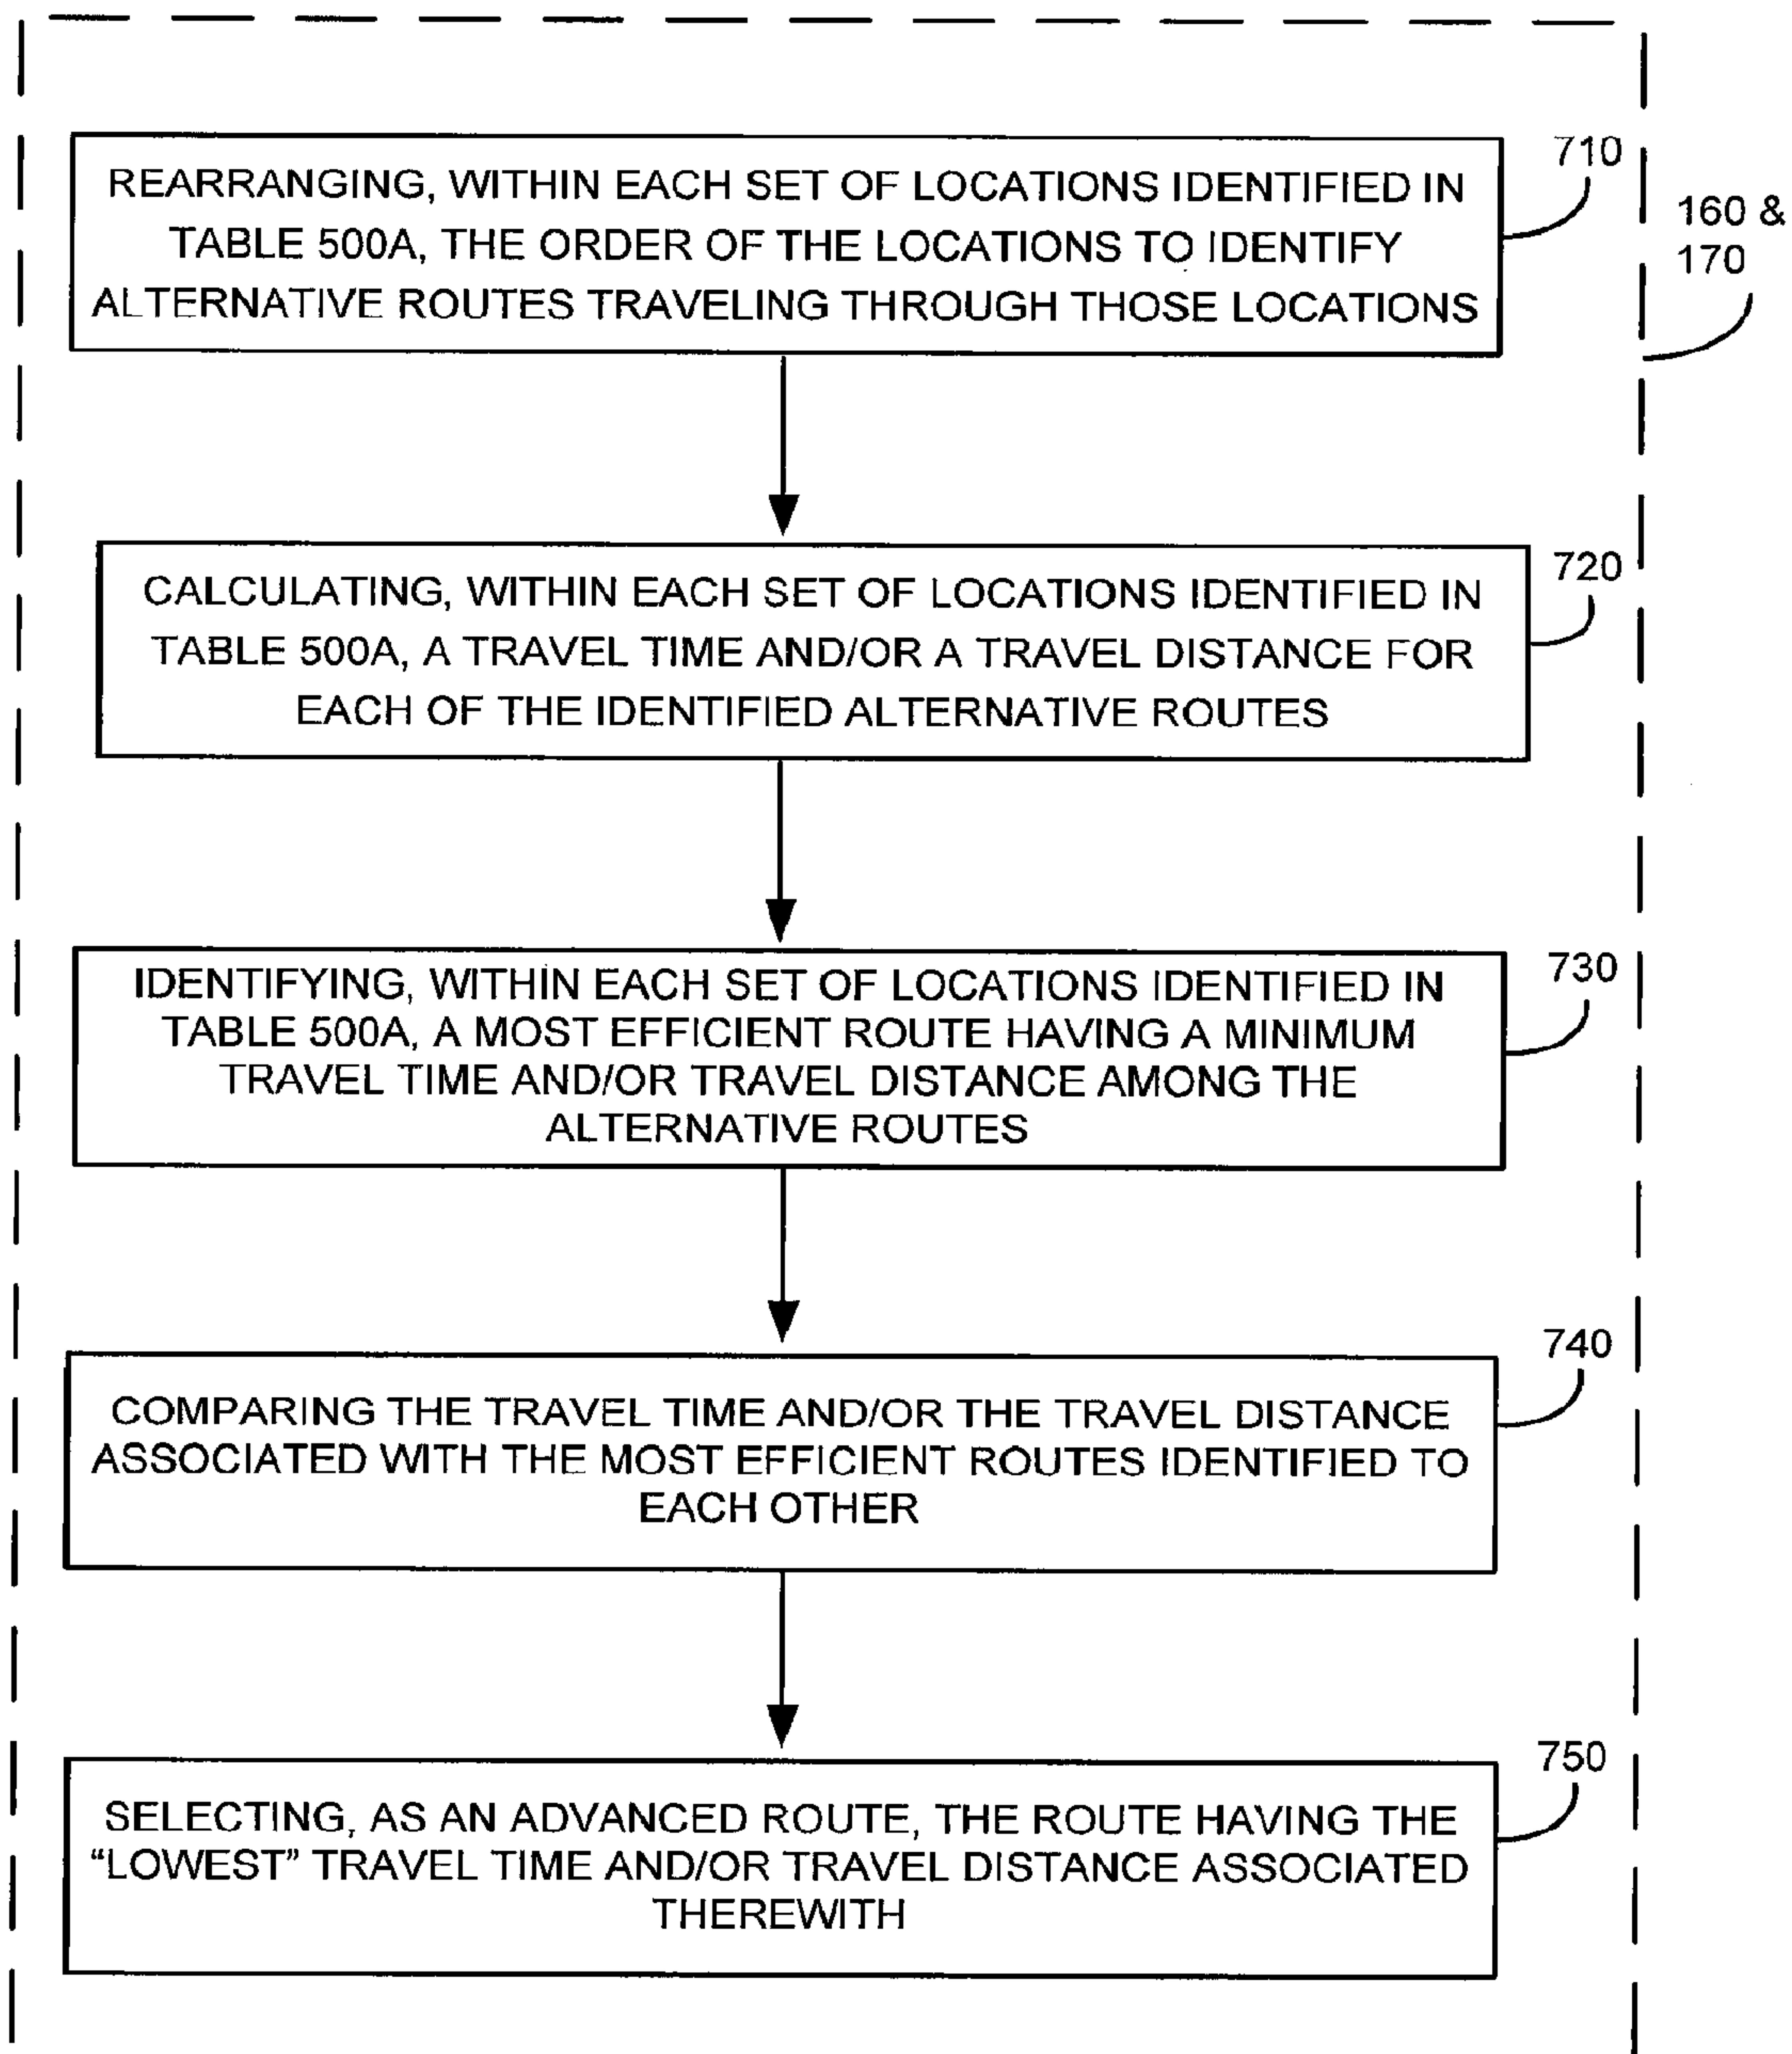 REARRANGING, WITHIN EACH SET OF LOCATIONS IDENTIFIED IN
TABLE 500A, THE ORDER OF THE LOCATIONS TO IDENTIFY
ALTERNATIVE ROUTES TRAVELING THROUGH THOSE LOCATIONS
710
160 &
170
CALCULATING, WITHIN EACH SET OF LOCATIONS IDENTIFIED IN
TABLE 500A, A TRAVEL TIME AND/OR A TRAVEL DISTANCE FOR
EACH OF THE IDENTIFIED ALTERNATIVE ROUTES
720
IDENTIFYING, WITHIN EACH SET OF LOCATIONS IDENTIFIED IN
TABLE 500A, A MOST EFFICIENT ROUTE HAVING A MINIMUM
TRAVEL TIME AND/OR TRAVEL DISTANCE AMONG THE
ALTERNATIVE ROUTES
730
COMPARING THE TRAVEL TIME AND/OR THE TRAVEL DISTANCE
ASSOCIATED WITH THE MOST EFFICIENT ROUTES IDENTIFIED TO
EACH OTHER
740
SELECTING, AS AN ADVANCED ROUTE, THE ROUTE HAVING THE
“LOWEST” TRAVEL TIME AND/OR TRAVEL DISTANCE ASSOCIATED
THEREWITH
750